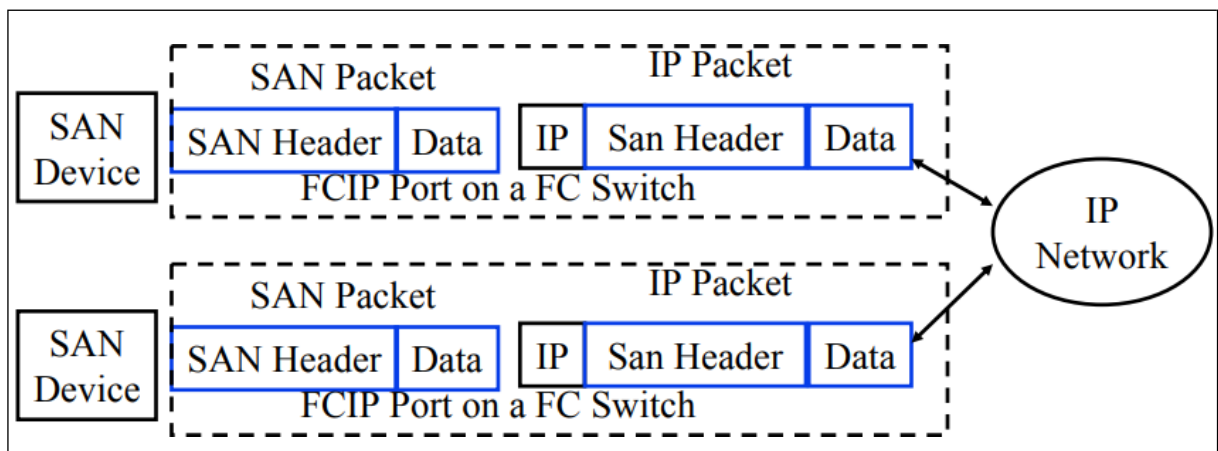 SAN Packet
IP Packet
SAN
Device
SAN Header
Data
IP
San Header
Data
FCIP Port on a FC Switch
IP
Network
SAN Packet
IP Packet
SAN
Device
SAN Header
Data
IP
San Header
Data
FCIP Port on a FC Switch